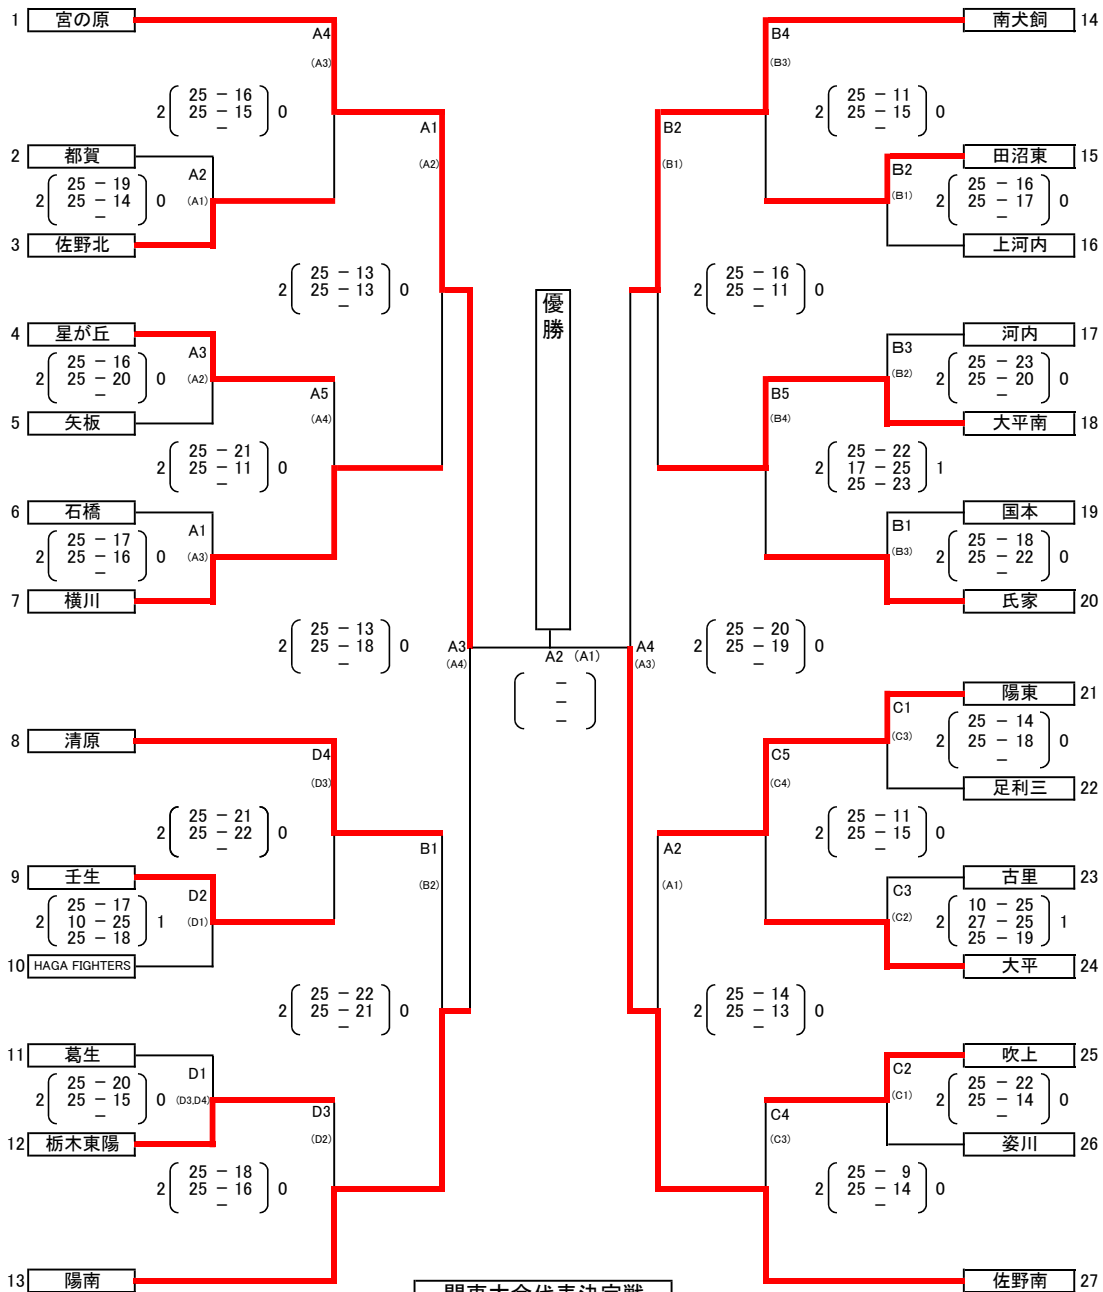 1 宮の原
A4
(A3)
2 25 - 16 0
25 - 15
-
2 都賀
A2
(A1)
2 25 - 19 0
25 - 14
-
3 佐野北
A1
(A2)
2 25 - 13 0
25 - 13
-
4 星が丘
A3
(A2)
2 25 - 16 0
25 - 20
-
5 矢板
A5
(A4)
2 25 - 21 0
25 - 11
-
6 石橋
A1
(A3)
2 25 - 17 0
25 - 16
-
7 横川
2 25 - 13 0
25 - 18
-
A3
(A4)
8 清原
D4
(D3)
2 25 - 21 0
25 - 22
-
B1
(B2)
9 壬生
D2
(D1)
2 25 - 17 1
10 - 25
25 - 18
10 HAGA FIGHTERS
2 25 - 22 0
25 - 21
-
11 葛生
D1
(D3,D4)
2 25 - 20 0
25 - 15
-
12 栃木東陽
D3
(D2)
2 25 - 18 0
25 - 16
-
13 陽南
優勝
A2 (A1)
-
-
-
南犬飼 14
B4
(B3)
2 25 - 11 0
25 - 15
-
B2
(B1)
田沼東 15
B2
(B1)
2 25 - 16 0
25 - 17
-
上河内 16
2 25 - 16 0
25 - 11
-
河内 17
B3
(B2)
2 25 - 23 0
25 - 20
-
大平南 18
B5
(B4)
2 25 - 22 1
17 - 25
25 - 23
国本 19
B1
(B3)
2 25 - 18 0
25 - 22
-
氏家 20
2 25 - 20 0
25 - 19
-
A4
(A3)
陽東 21
C1
(C3)
2 25 - 14 0
25 - 18
-
足利三 22
C5
(C4)
2 25 - 11 0
25 - 15
-
A2
(A1)
古里 23
C3
(C2)
2 10 - 25 1
27 - 25
25 - 19
大平 24
2 25 - 14 0
25 - 13
-
吹上 25
C2
(C1)
2 25 - 22 0
25 - 14
-
姿川 26
C4
(C3)
2 25 - 9 0
25 - 14
-
佐野南 27
関東大会代表決定戦